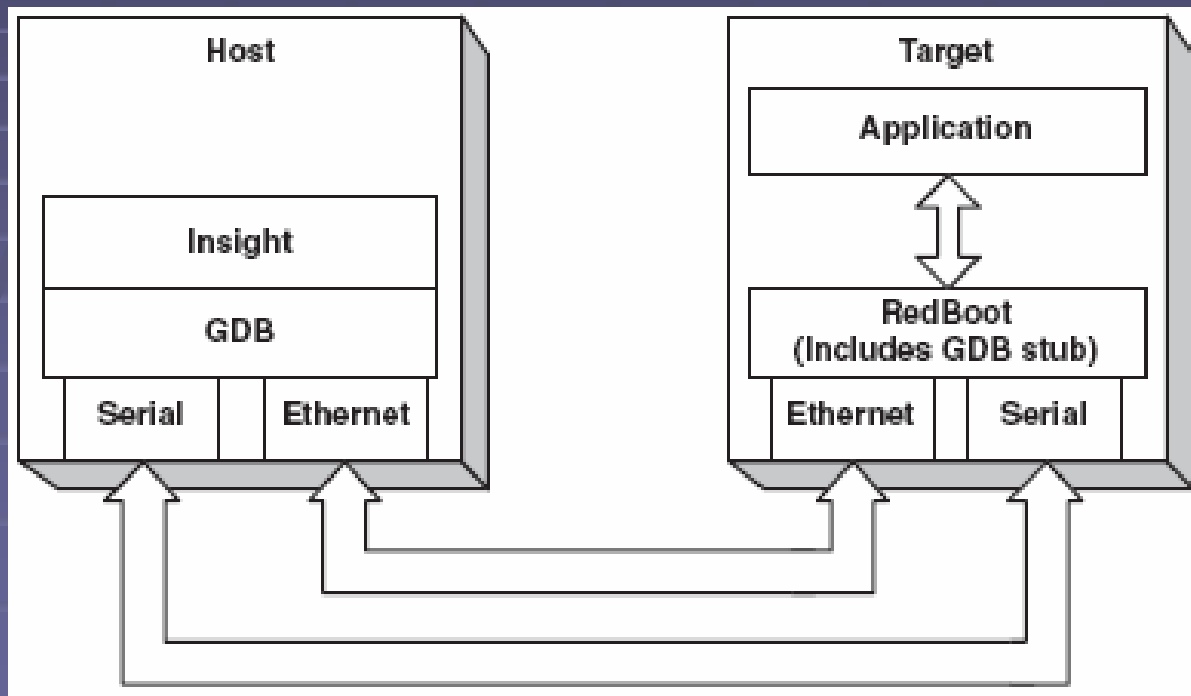 Host
Insight
GDB
Serial
Ethernet
Target
Application
RedBoot
(Includes GDB stub)
Ethernet
Serial